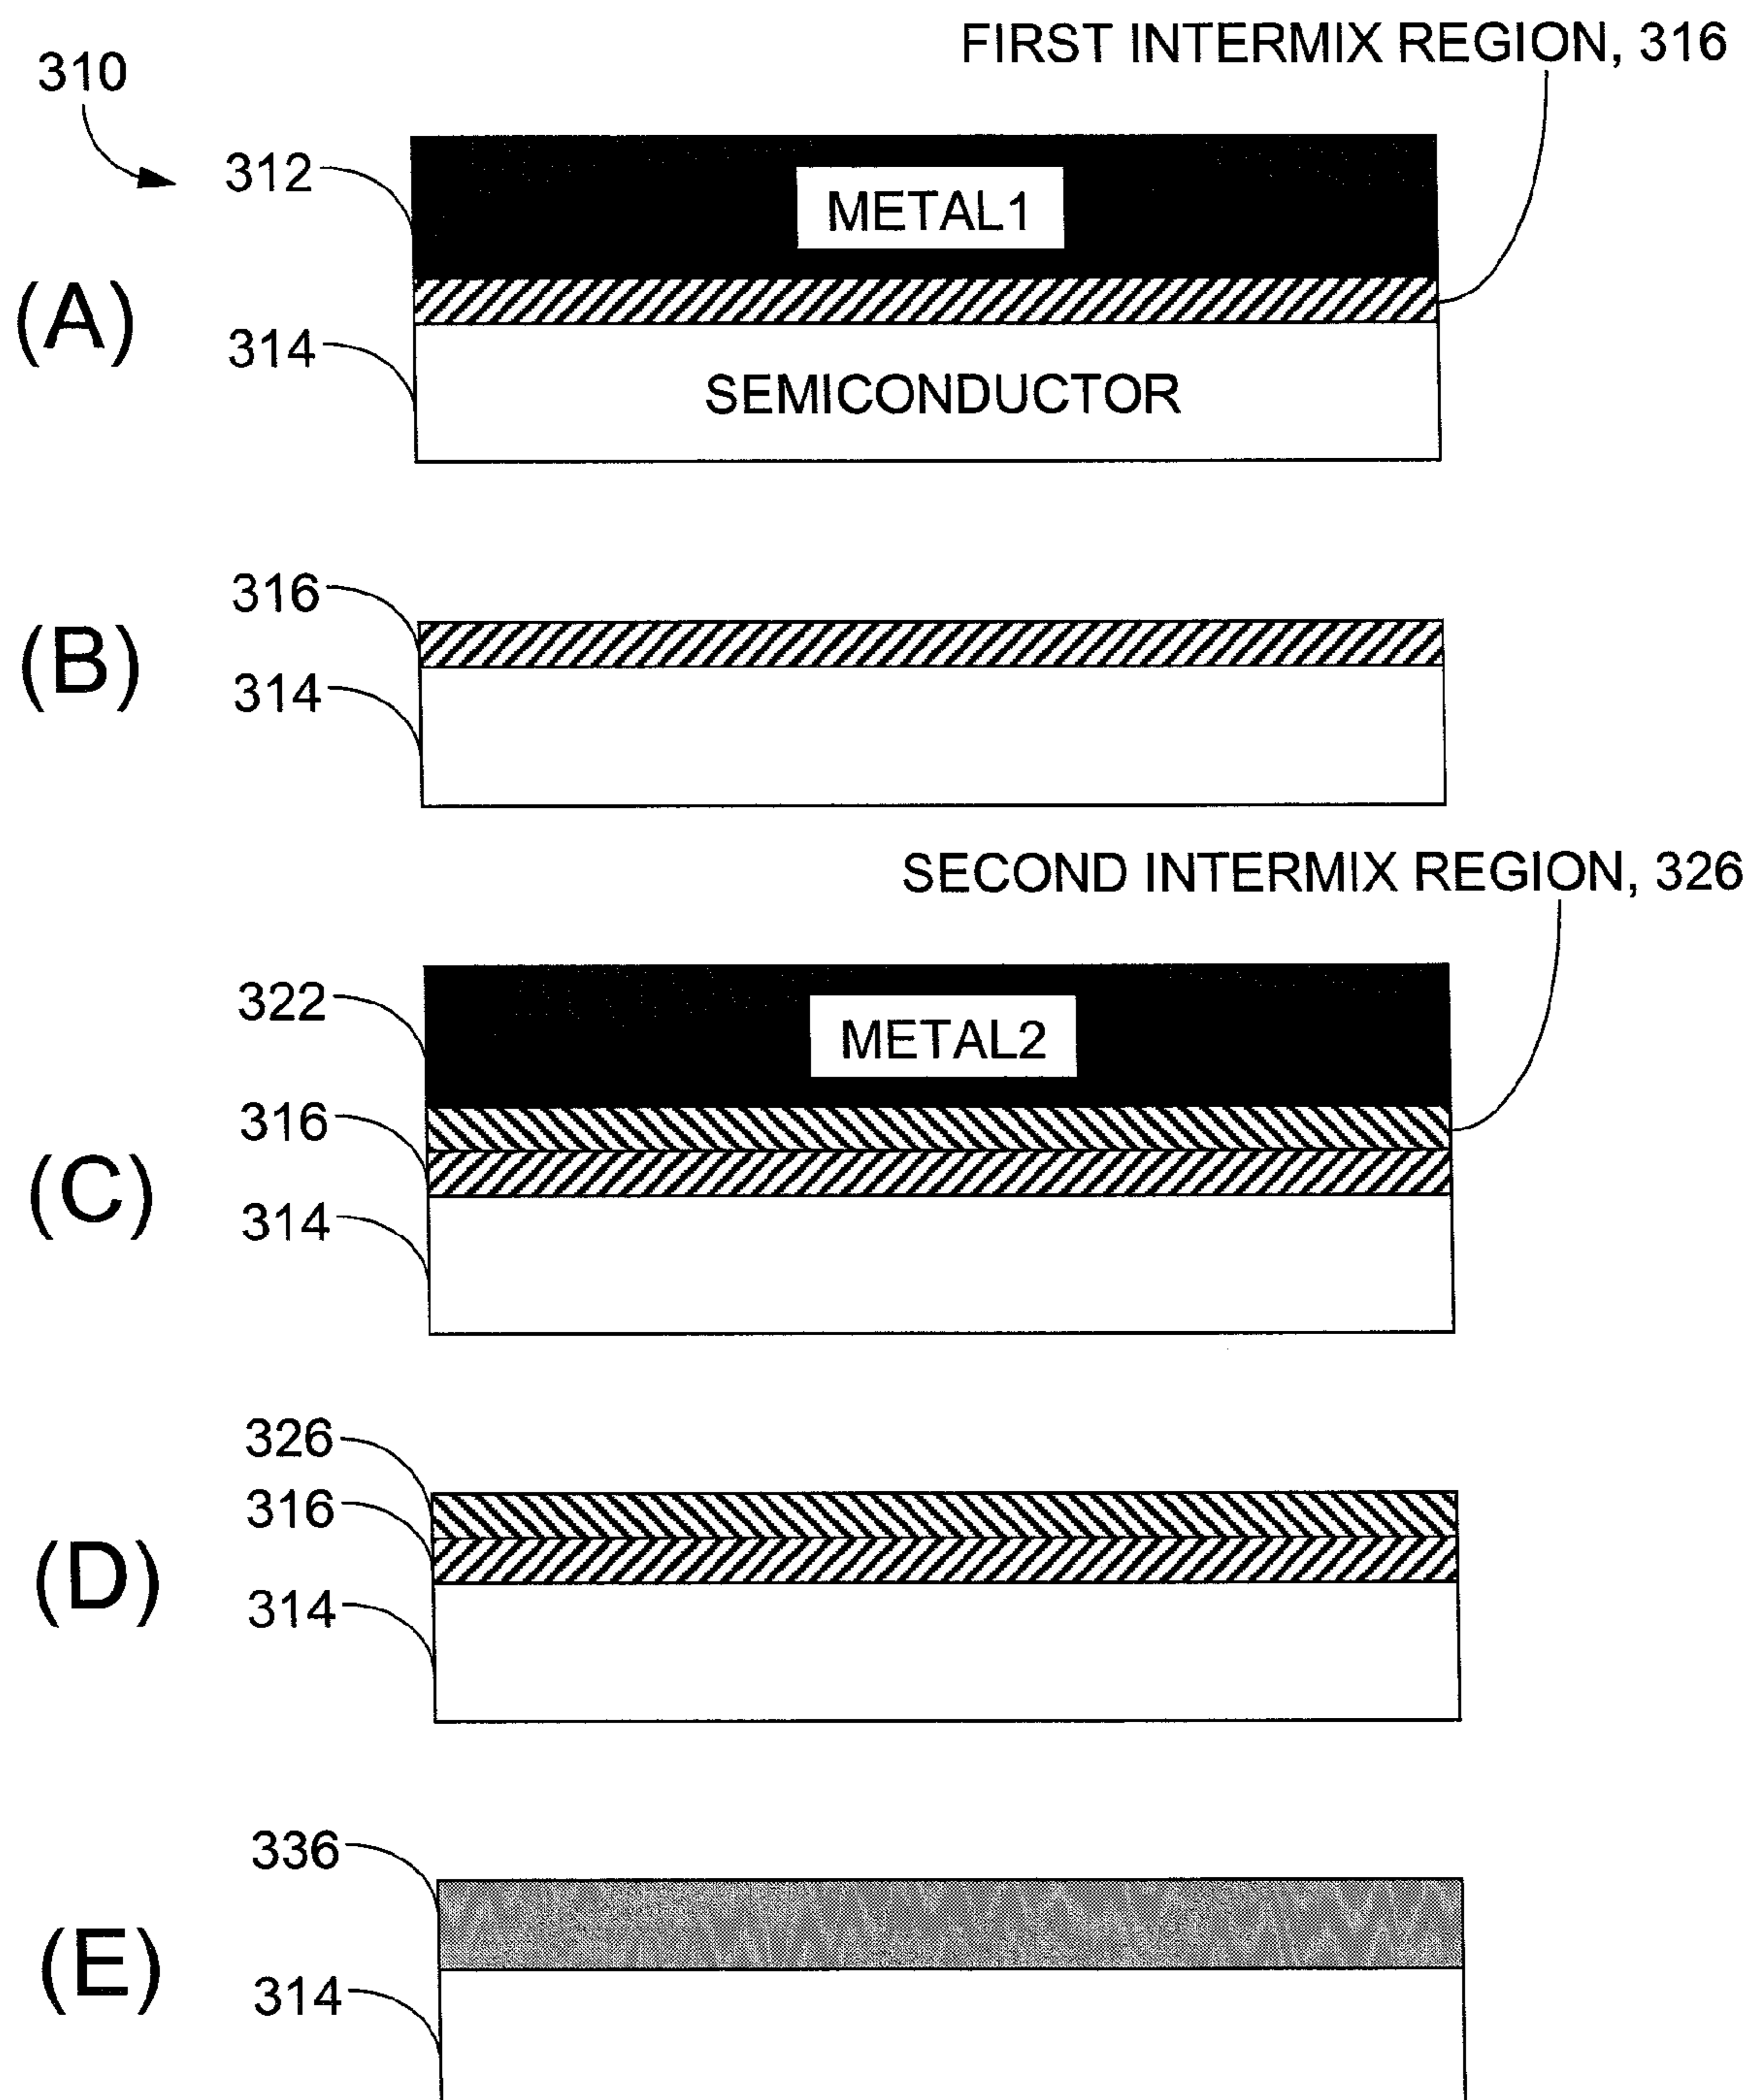 FIRST INTERMIX REGION, 316
310
312
METAL1
(A)
314
SEMICONDUCTOR
316
(B)
314
SECOND INTERMIX REGION, 326
322
METAL2
316
(C)
314
326
316
(D)
314
336
(E)
314